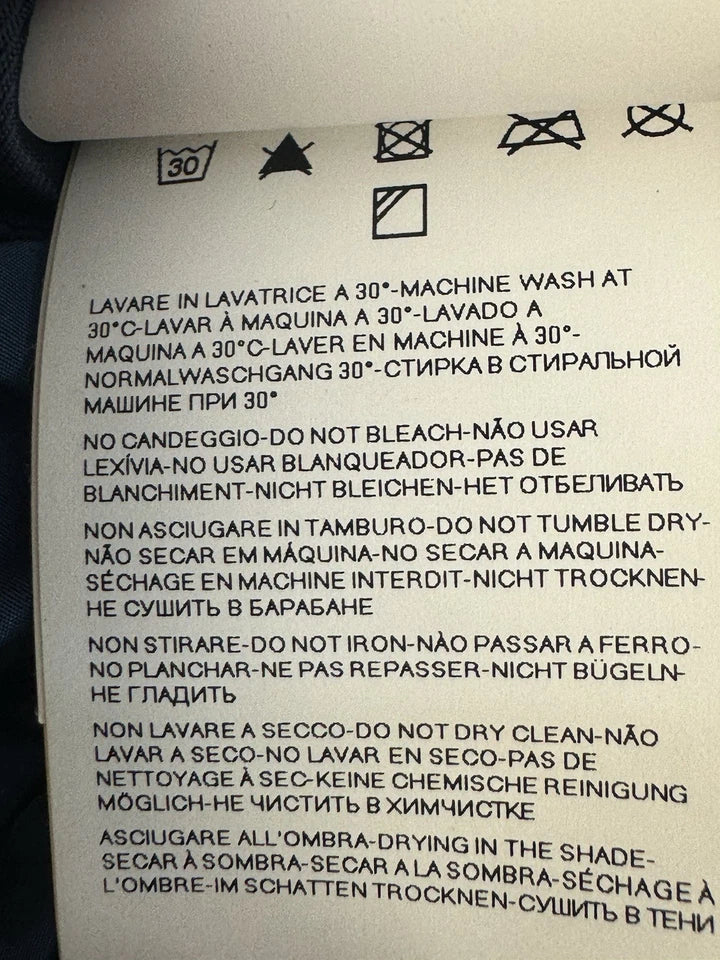 30
LAVARE IN LAVATRICE A 30°-MACHINE WASH AT
30°C-LAVAR À MAQUINA A 30°-LAVADO A
MAQUINA A 30°C-LAVER EN MACHINE À 30°-
NORMALWASCHGANG 30°-СТИРКА В СТИРАЛЬНОЙ
МАШИНЕ ПРИ 30°
NO CANDEGGIO-DO NOT BLEACH-NÃO USAR
LEXÍVIA-NO USAR BLANQUEADOR-PAS DE
BLANCHIMENT-NICHT BLEICHEN-НЕТ ОТБЕЛИВАТЬ
NON ASCIUGARE IN TAMBURO-DO NOT TUMBLE DRY-
NÃO SECAR EM MÁQUINA-NO SECAR A MAQUINA-
SÉCHAGE EN MACHINE INTERDIT-NICHT TROCKNEN-
НЕ СУШИТЬ В БАРАБАНЕ
NON STIRARE-DO NOT IRON-NÀO PASSAR A FERRO-
NO PLANCHAR-NE PAS REPASSER-NICHT BÜGELN-
НЕ ГЛАДИТЬ
NON LAVARE A SECCO-DO NOT DRY CLEAN-NÃO
LAVAR A SECO-NO LAVAR EN SECO-PAS DE
NETTOYAGE À SEC-KEINE CHEMISCHE REINIGUNG
MÖGLICH-НЕ ЧИСТИТЬ В ХИМЧИСТКЕ
ASCIUGARE ALL'OMBRA-DRYING IN THE SHADE-
SECAR À SOMBRA-SECAR A LA SOMBRA-SÉCHAGE À
L'OMBRE-IM SCHATTEN TROCKNEN-СУШИТЬ В ТЕНИ